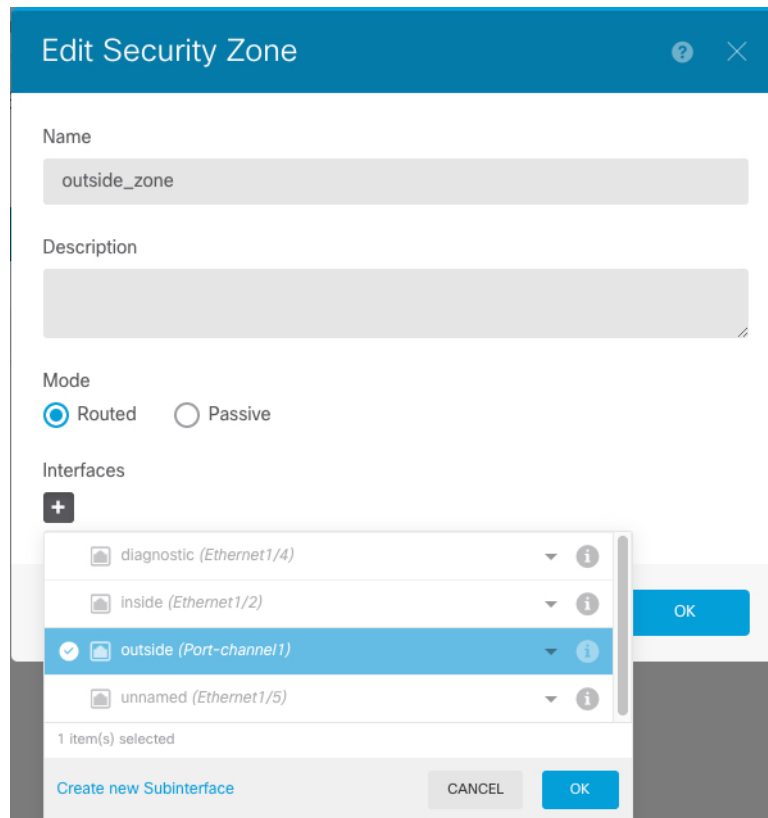 Edit Security Zone
Name
outside_zone
Description
Mode
Routed Passive
Interfaces
diagnostic (Ethernet1/4)
inside (Ethernet1/2)
OK
outside (Port-channel1)
unnamed (Ethernet1/5)
1 item(s) selected
Create new Subinterface CANCEL OK